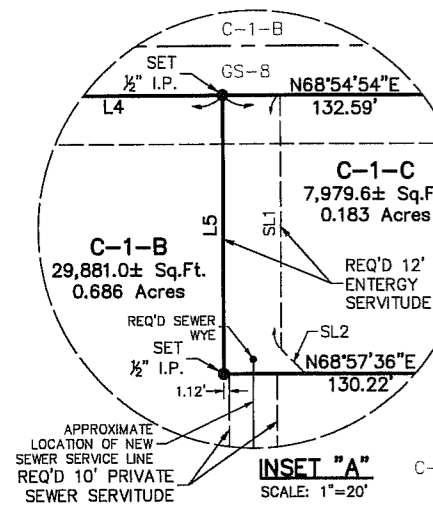 C-1-B
SET
½" I.P.
GS-8
N68°54'54"E
L4
132.59'
C-1-C
7,979.6± Sq.F
0.183 Acres
L5
SL1
C-1-B
29,881.0± Sq.Ft.
0.686 Acres
REQ'D 12'
ENTERGY
SERVITUDE
REQ'D SEWER
WYE
SL2
SET
½" I.P.
N68°57'36"E
130.22'
1.12'
APPROXIMATE
LOCATION OF NEW
SEWER SERVICE LINE
REQ'D 10' PRIVATE
SEWER SERVITUDE
INSET "A"
SCALE: 1"=20'
C-